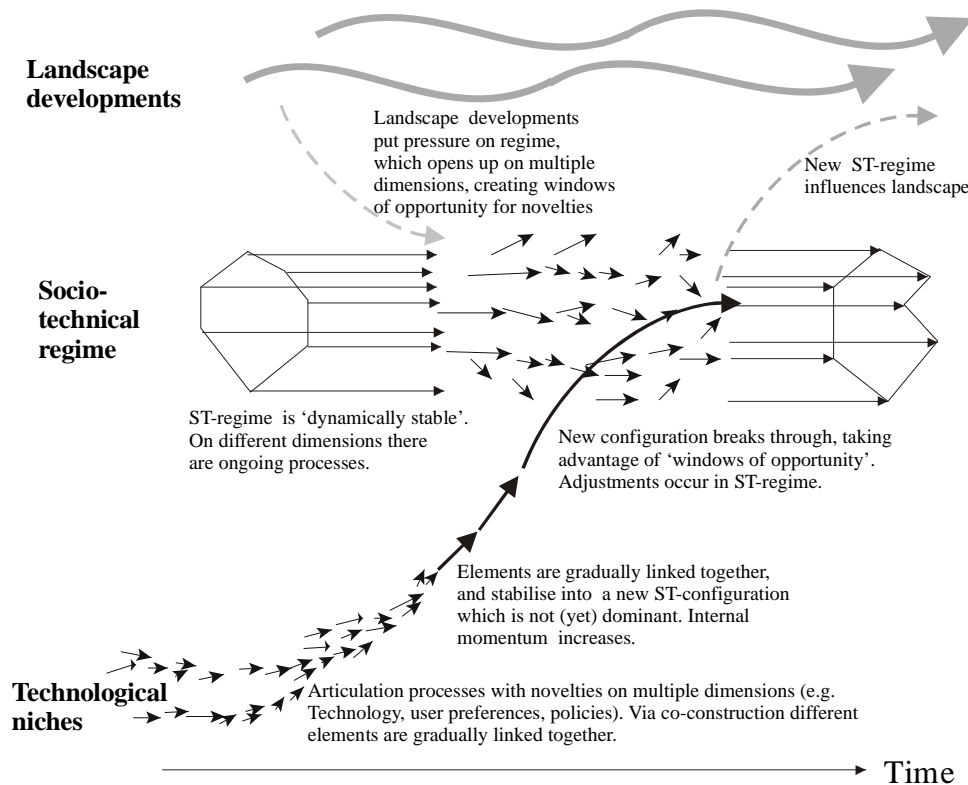 Landscape
developments
Landscape developments
put pressure on regime,
which opens up on multiple
dimensions, creating windows
of opportunity for novelties
New ST-regime
influences landscape
Socio-
technical
regime
ST-regime is ‘dynamically stable’.
On different dimensions there
are ongoing processes.
New configuration breaks through, taking
advantage of ‘windows of opportunity’.
Adjustments occur in ST-regime.
Elements are gradually linked together,
and stabilise into a new ST-configuration
which is not (yet) dominant. Internal
momentum increases.
Technological
niches
Articulation processes with novelties on multiple dimensions (e.g.
Technology, user preferences, policies). Via co-construction different
elements are gradually linked together.
Time